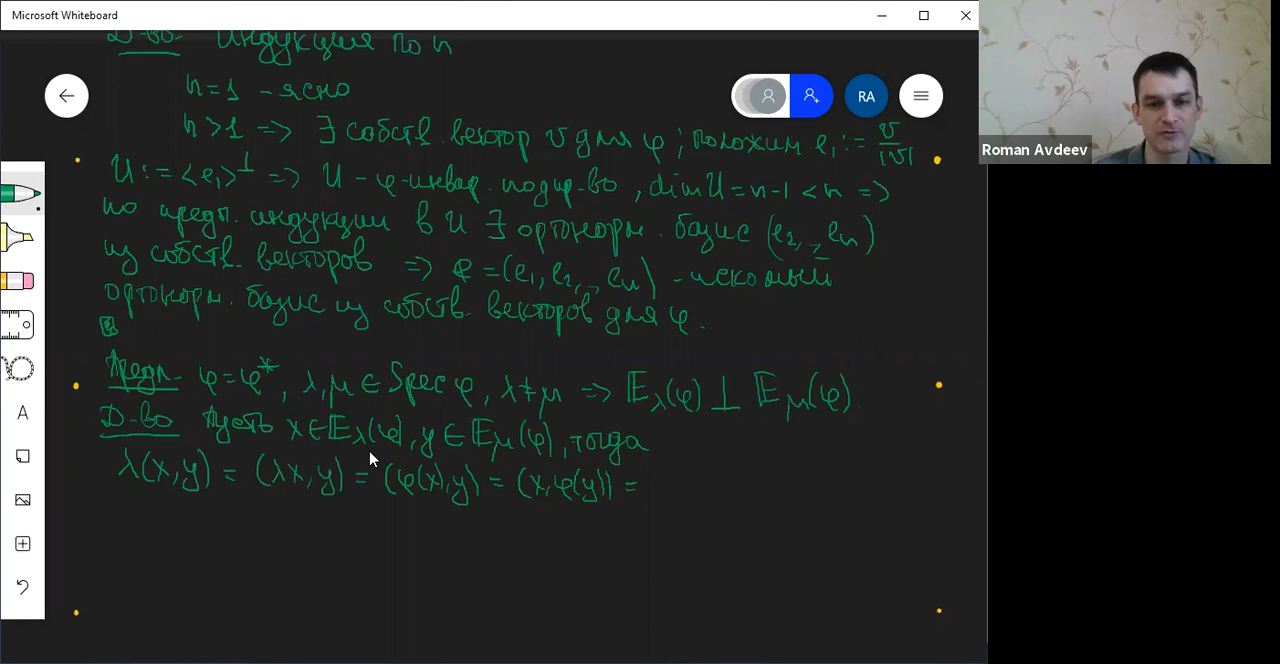 Microsoft Whiteboard
Д-во. Индукция по n
n=1 - ясно
n>1 => ∃ собств. вектор v для φ; положим e₁ := v/|v|
RA
Roman Avdeev
U := <e₁>^⊥ => U - φ-инвар. подпр-во, dim U = n-1 < n =>
по предп. индукции в U ∃ ортонорм. базис (e₂,..,eₙ)
из собств. векторов => e = (e₁, e₂,.., eₙ) - искомый
ортонорм. базис из собств. векторов для φ.
Предл. φ=φ*, λ,μ ∈ Spec φ, λ≠μ => 𝔼_λ(φ) ⊥ 𝔼_μ(φ).
Д-во Пусть x∈𝔼_λ(φ), y∈𝔼_μ(φ), тогда
λ(x,y) = (λx,y) = (φ(x),y) = (x,φ(y)) =
A